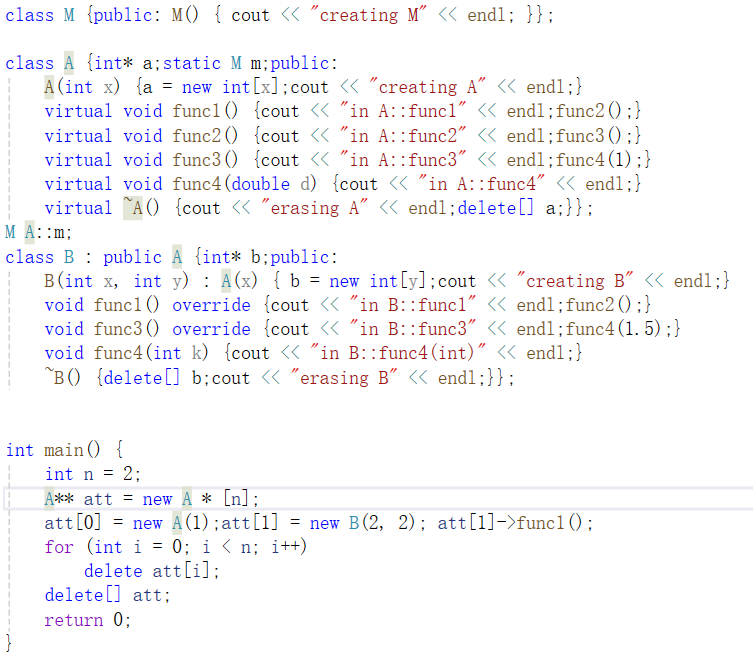 class M {public: M() { cout << "creating M" << endl; }};
class A {int* a;static M m;public:
A(int x) {a = new int[x];cout << "creating A" << endl;}
virtual void func1() {cout << "in A::func1" << endl;func2();}
virtual void func2() {cout << "in A::func2" << endl;func3();}
virtual void func3() {cout << "in A::func3" << endl;func4(1);}
virtual void func4(double d) {cout << "in A::func4" << endl;}
virtual ~A() {cout << "erasing A" << endl;delete[] a;}};
M A::m;
class B : public A {int* b;public:
B(int x, int y) : A(x) { b = new int[y];cout << "creating B" << endl;}
void func1() override {cout << "in B::func1" << endl;func2();}
void func3() override {cout << "in B::func3" << endl;func4(1.5);}
void func4(int k) {cout << "in B::func4(int)" << endl;}
~B() {delete[] b;cout << "erasing B" << endl;}};
int main() {
int n = 2;
A** att = new A * [n];
att[0] = new A(1);att[1] = new B(2, 2); att[1]->func1();
for (int i = 0; i < n; i++)
delete att[i];
delete[] att;
return 0;
}